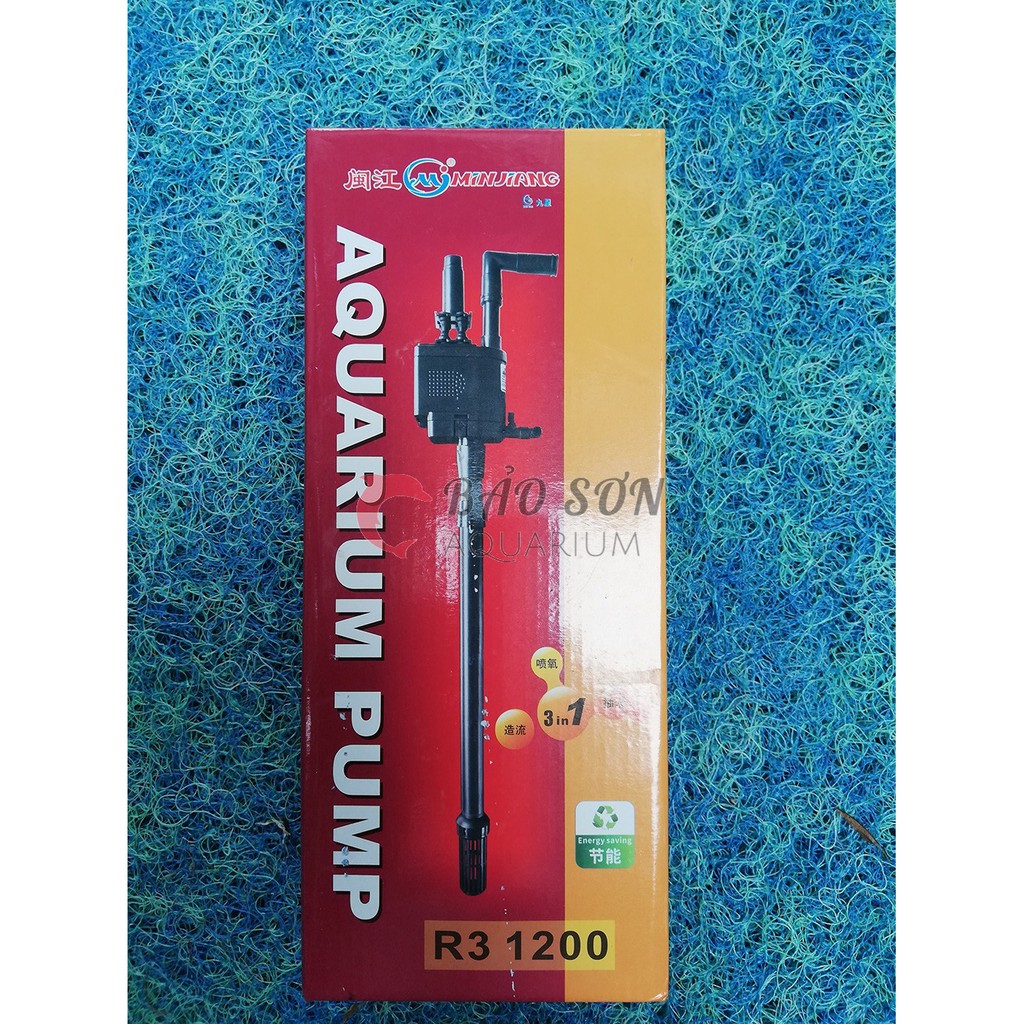 闽江 MINJIANG
九星
AQUARIUM PUMP
BẢO SƠN
AQUARIUM
喷氧
3 in 1
造流
Energy saving
节能
R3 1200